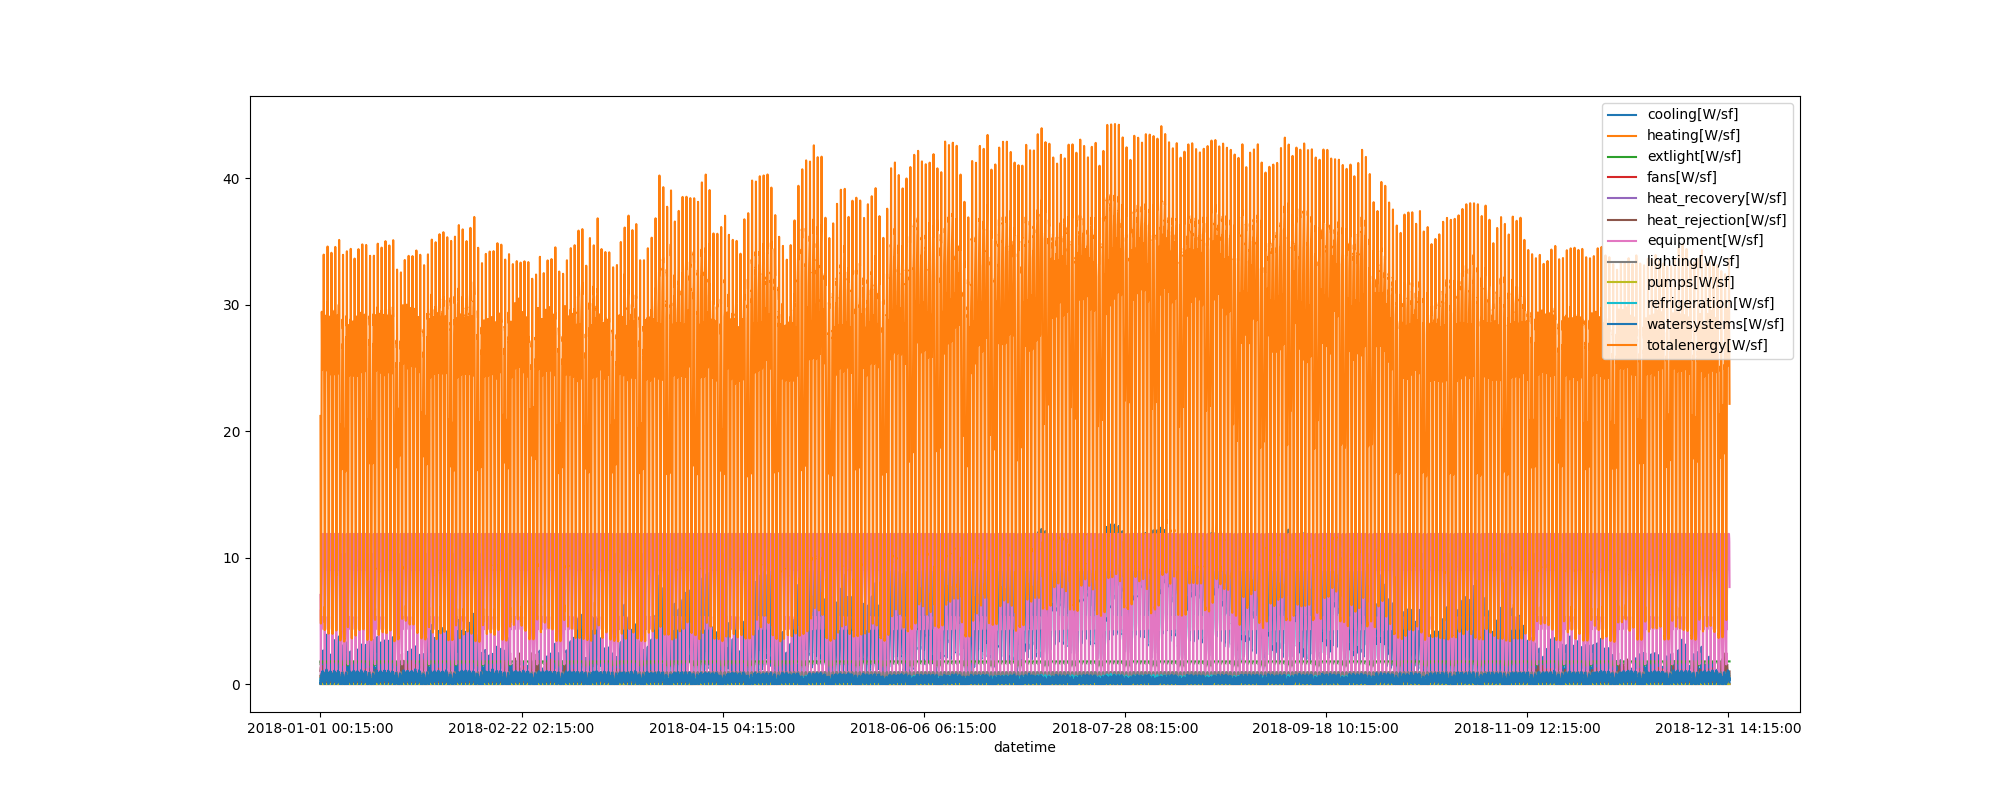 cooling[W/sf]
heating[W/sf]
extlight[W/sf]
fans[W/sf]
heat_recovery[W/sf]
heat_rejection[W/sf]
equipment[W/sf]
lighting[W/sf]
pumps[W/sf]
refrigeration[W/sf]
watersystems[W/sf]
totalenergy[W/sf]
40
30
20
10
0
2018-01-01 00:15:00 2018-02-22 02:15:00 2018-04-15 04:15:00 2018-06-06 06:15:00 2018-07-28 08:15:00 2018-09-18 10:15:00 2018-11-09 12:15:00 2018-12-31 14:15:00
datetime